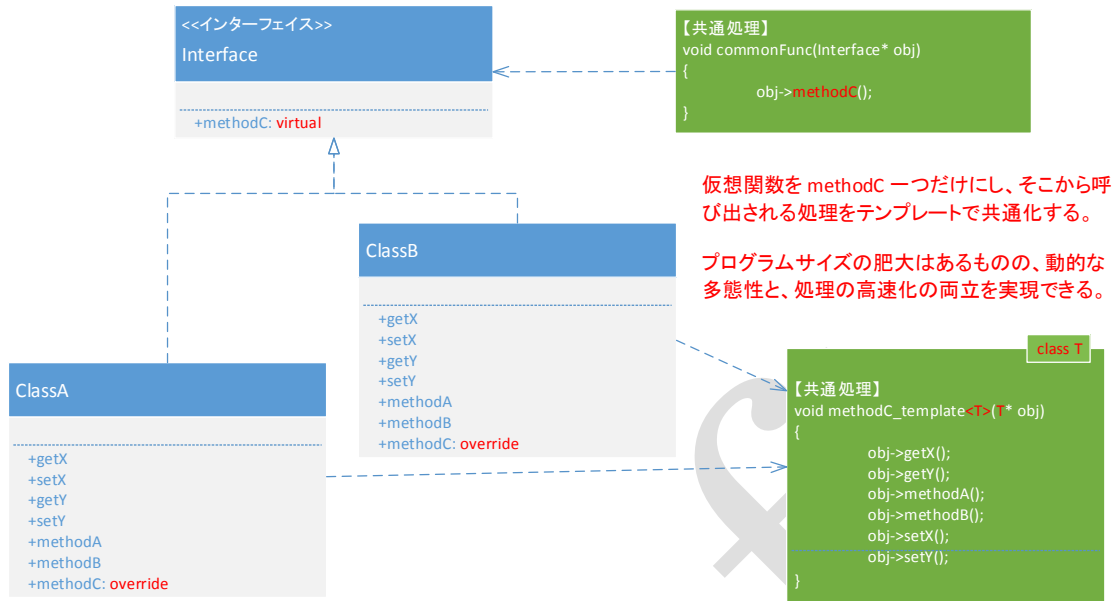 <<インターフェイス>>
Interface
+methodC: virtual
【共通処理】
void commonFunc(Interface* obj)
{
obj->methodC();
}
仮想関数を methodC 一つだけにし、そこから呼
び出される処理をテンプレートで共通化する。
プログラムサイズの肥大はあるものの、動的な
多態性と、処理の高速化の両立を実現できる。
ClassB
+getX
+setX
+getY
+setY
+methodA
+methodB
+methodC: override
ClassA
+getX
+setX
+getY
+setY
+methodA
+methodB
+methodC: override
class T
【共通処理】
void methodC_template<T>(T* obj)
{
obj->getX();
obj->getY();
obj->methodA();
obj->methodB();
obj->setX();
obj->setY();
}